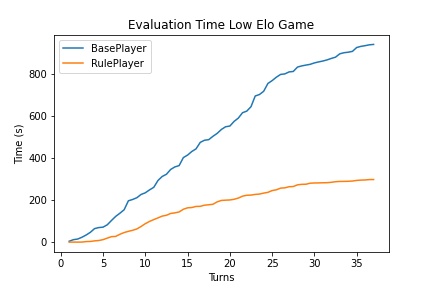 Evaluation Time Low Elo Game
BasePlayer
RulePlayer
Time (s)
800
600
400
200
0
0 5 10 15 20 25 30 35
Turns